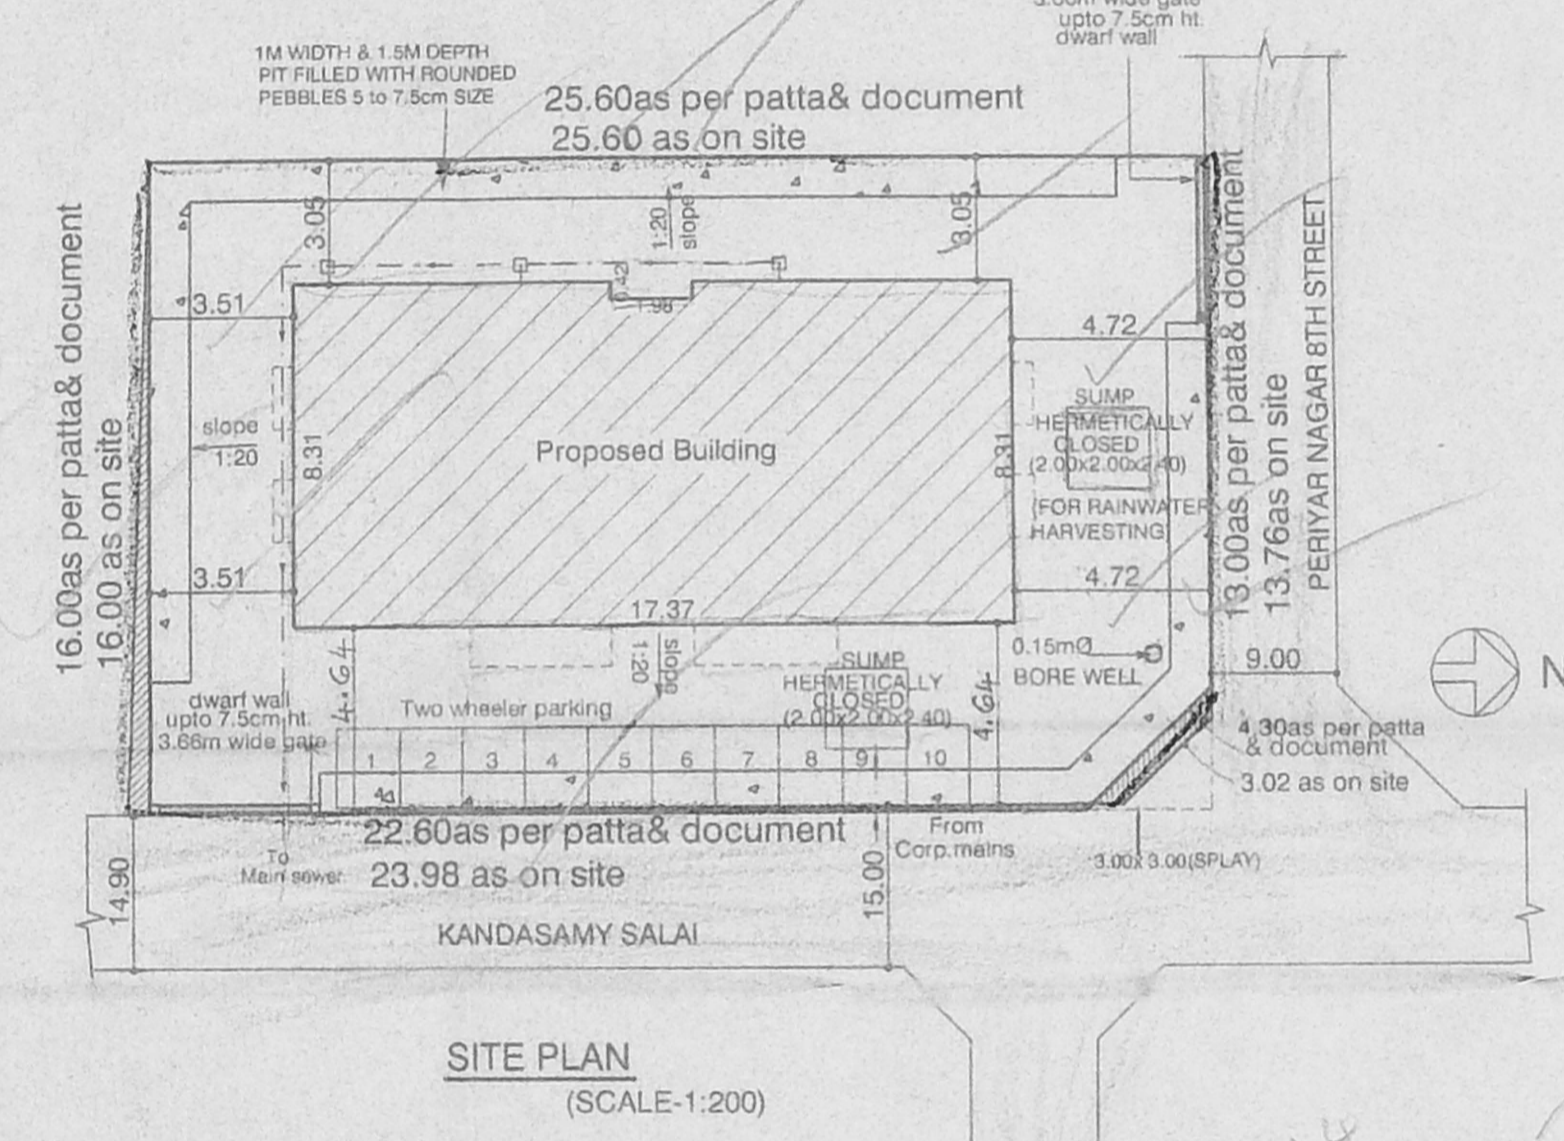 3.66m wide gate
upto 7.5cm ht.
dwarf wall
1M WIDTH & 1.5M DEPTH
PIT FILLED WITH ROUNDED
PEBBLES 5 to 7.5cm SIZE
25.60as per patta& document
25.60 as on site
3.05
1:20
slope
3.05
0.42
1.98
3.51
4.72
16.00as per patta& document
16.00 as on site
slope
1:20
8.31
Proposed Building
8.31
SUMP
HERMETICALLY
CLOSED
(2.00x2.00x2.40)
(FOR RAINWATER
HARVESTING)
13.00as per patta& document
13.76as on site
PERIYAR NAGAR 8TH STREET
3.51
17.37
4.72
0.15mØ
BORE WELL
9.00
N
4.64
1:20
slope
SUMP
HERMETICALLY
CLOSED
(2.00x2.00x2.40)
4.64
dwarf wall
upto 7.5cm ht.
3.66m wide gate
Two wheeler parking
1 2 3 4 5 6 7 8 9 10
4.30as per patta
& document
3.02 as on site
22.60as per patta& document
23.98 as on site
To
Main sewer
From
Corp.mains
3.00x 3.00(SPLAY)
14.90
15.00
KANDASAMY SALAI
SITE PLAN
(SCALE-1:200)